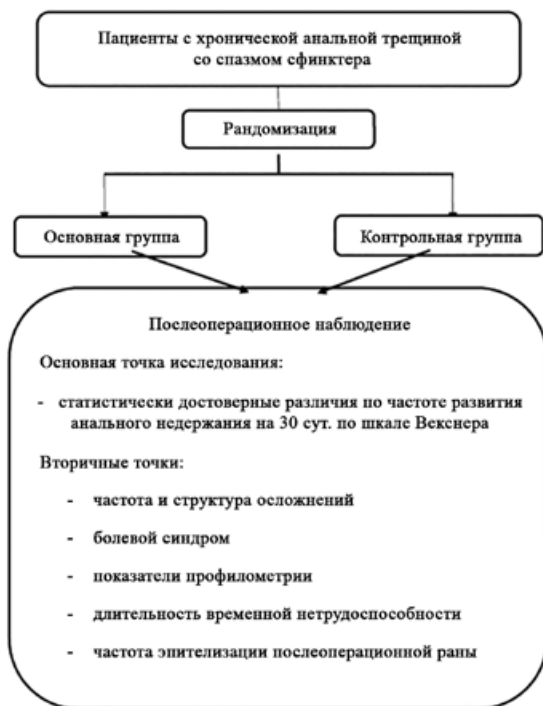 Пациенты с хронической анальной трещиной
со спазмом сфинктера
Рандомизация
Основная группа
Контрольная группа
Послеоперационное наблюдение
Основная точка исследования:
- статистически достоверные различия по частоте развития
анального недержания на 30 сут. по шкале Векснера
Вторичные точки:
- частота и структура осложнений
- болевой синдром
- показатели профилометрии
- длительность временной нетрудоспособности
- частота эпителизации послеоперационной раны